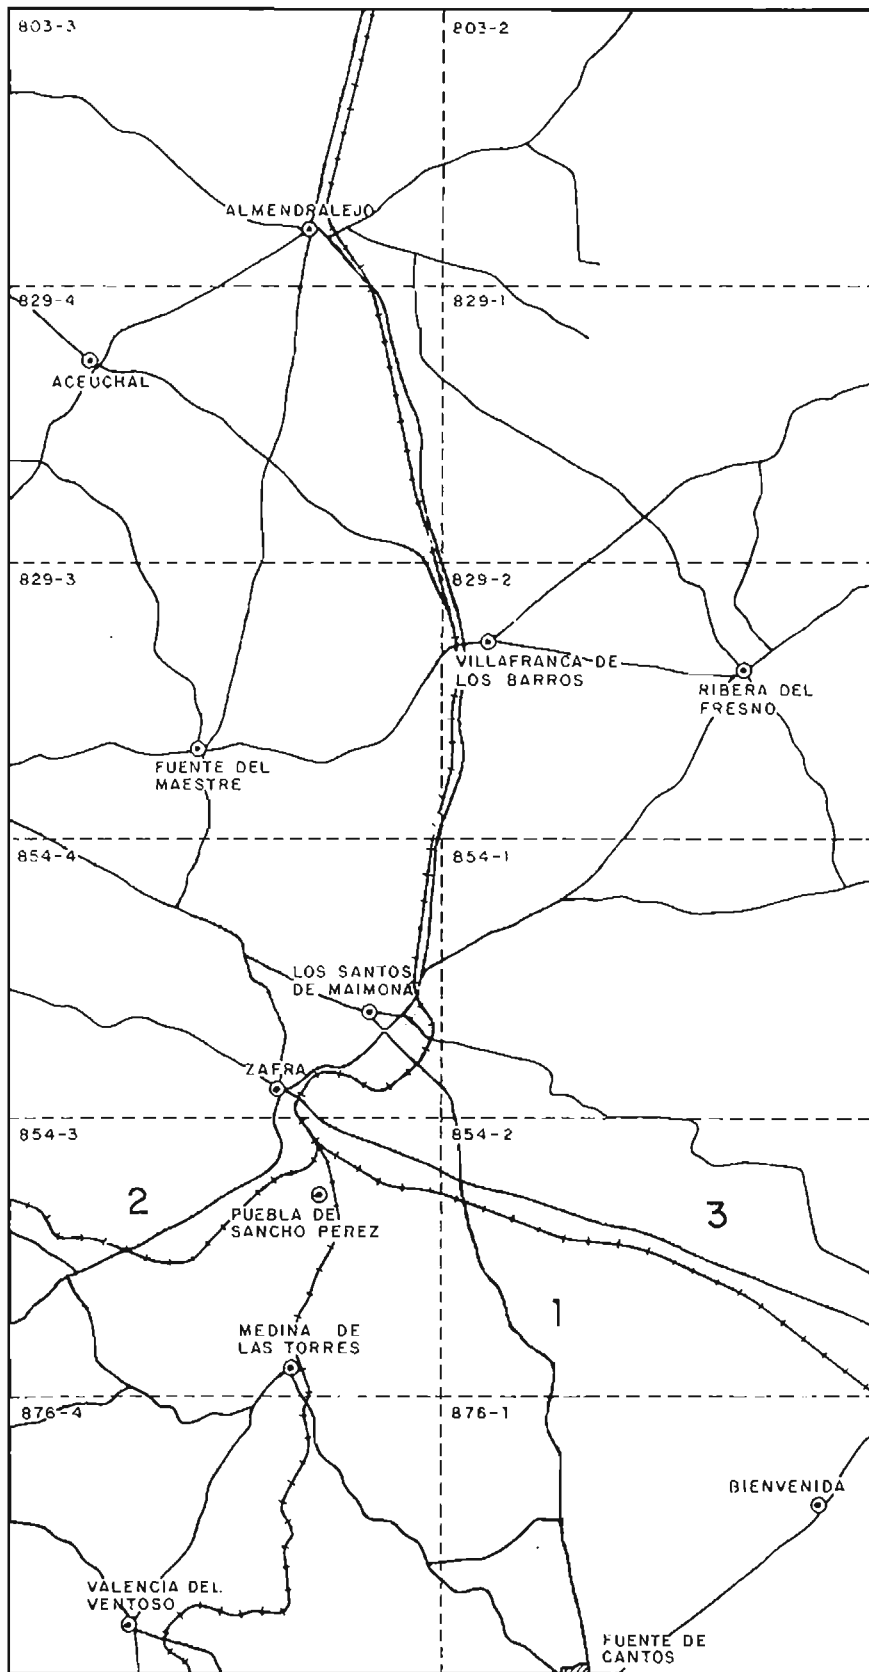 803-3
803-2
ALMENDRALEJO
829-4
829-1
ACEUCHAL
829-3
829-2
VILLAFRANCA DE
LOS BARROS
RIBERA DEL
FRESNO
FUENTE DEL
MAESTRE
854-4
854-1
LOS SANTOS
DE MAIMONA
ZAFRA
854-3
854-2
2
3
PUEBLA DE
SANCHO PEREZ
1
MEDINA DE
LAS TORRES
876-4
876-1
BIENVENIDA
VALENCIA DEL
VENTOSO
FUENTE DE
CANTOS